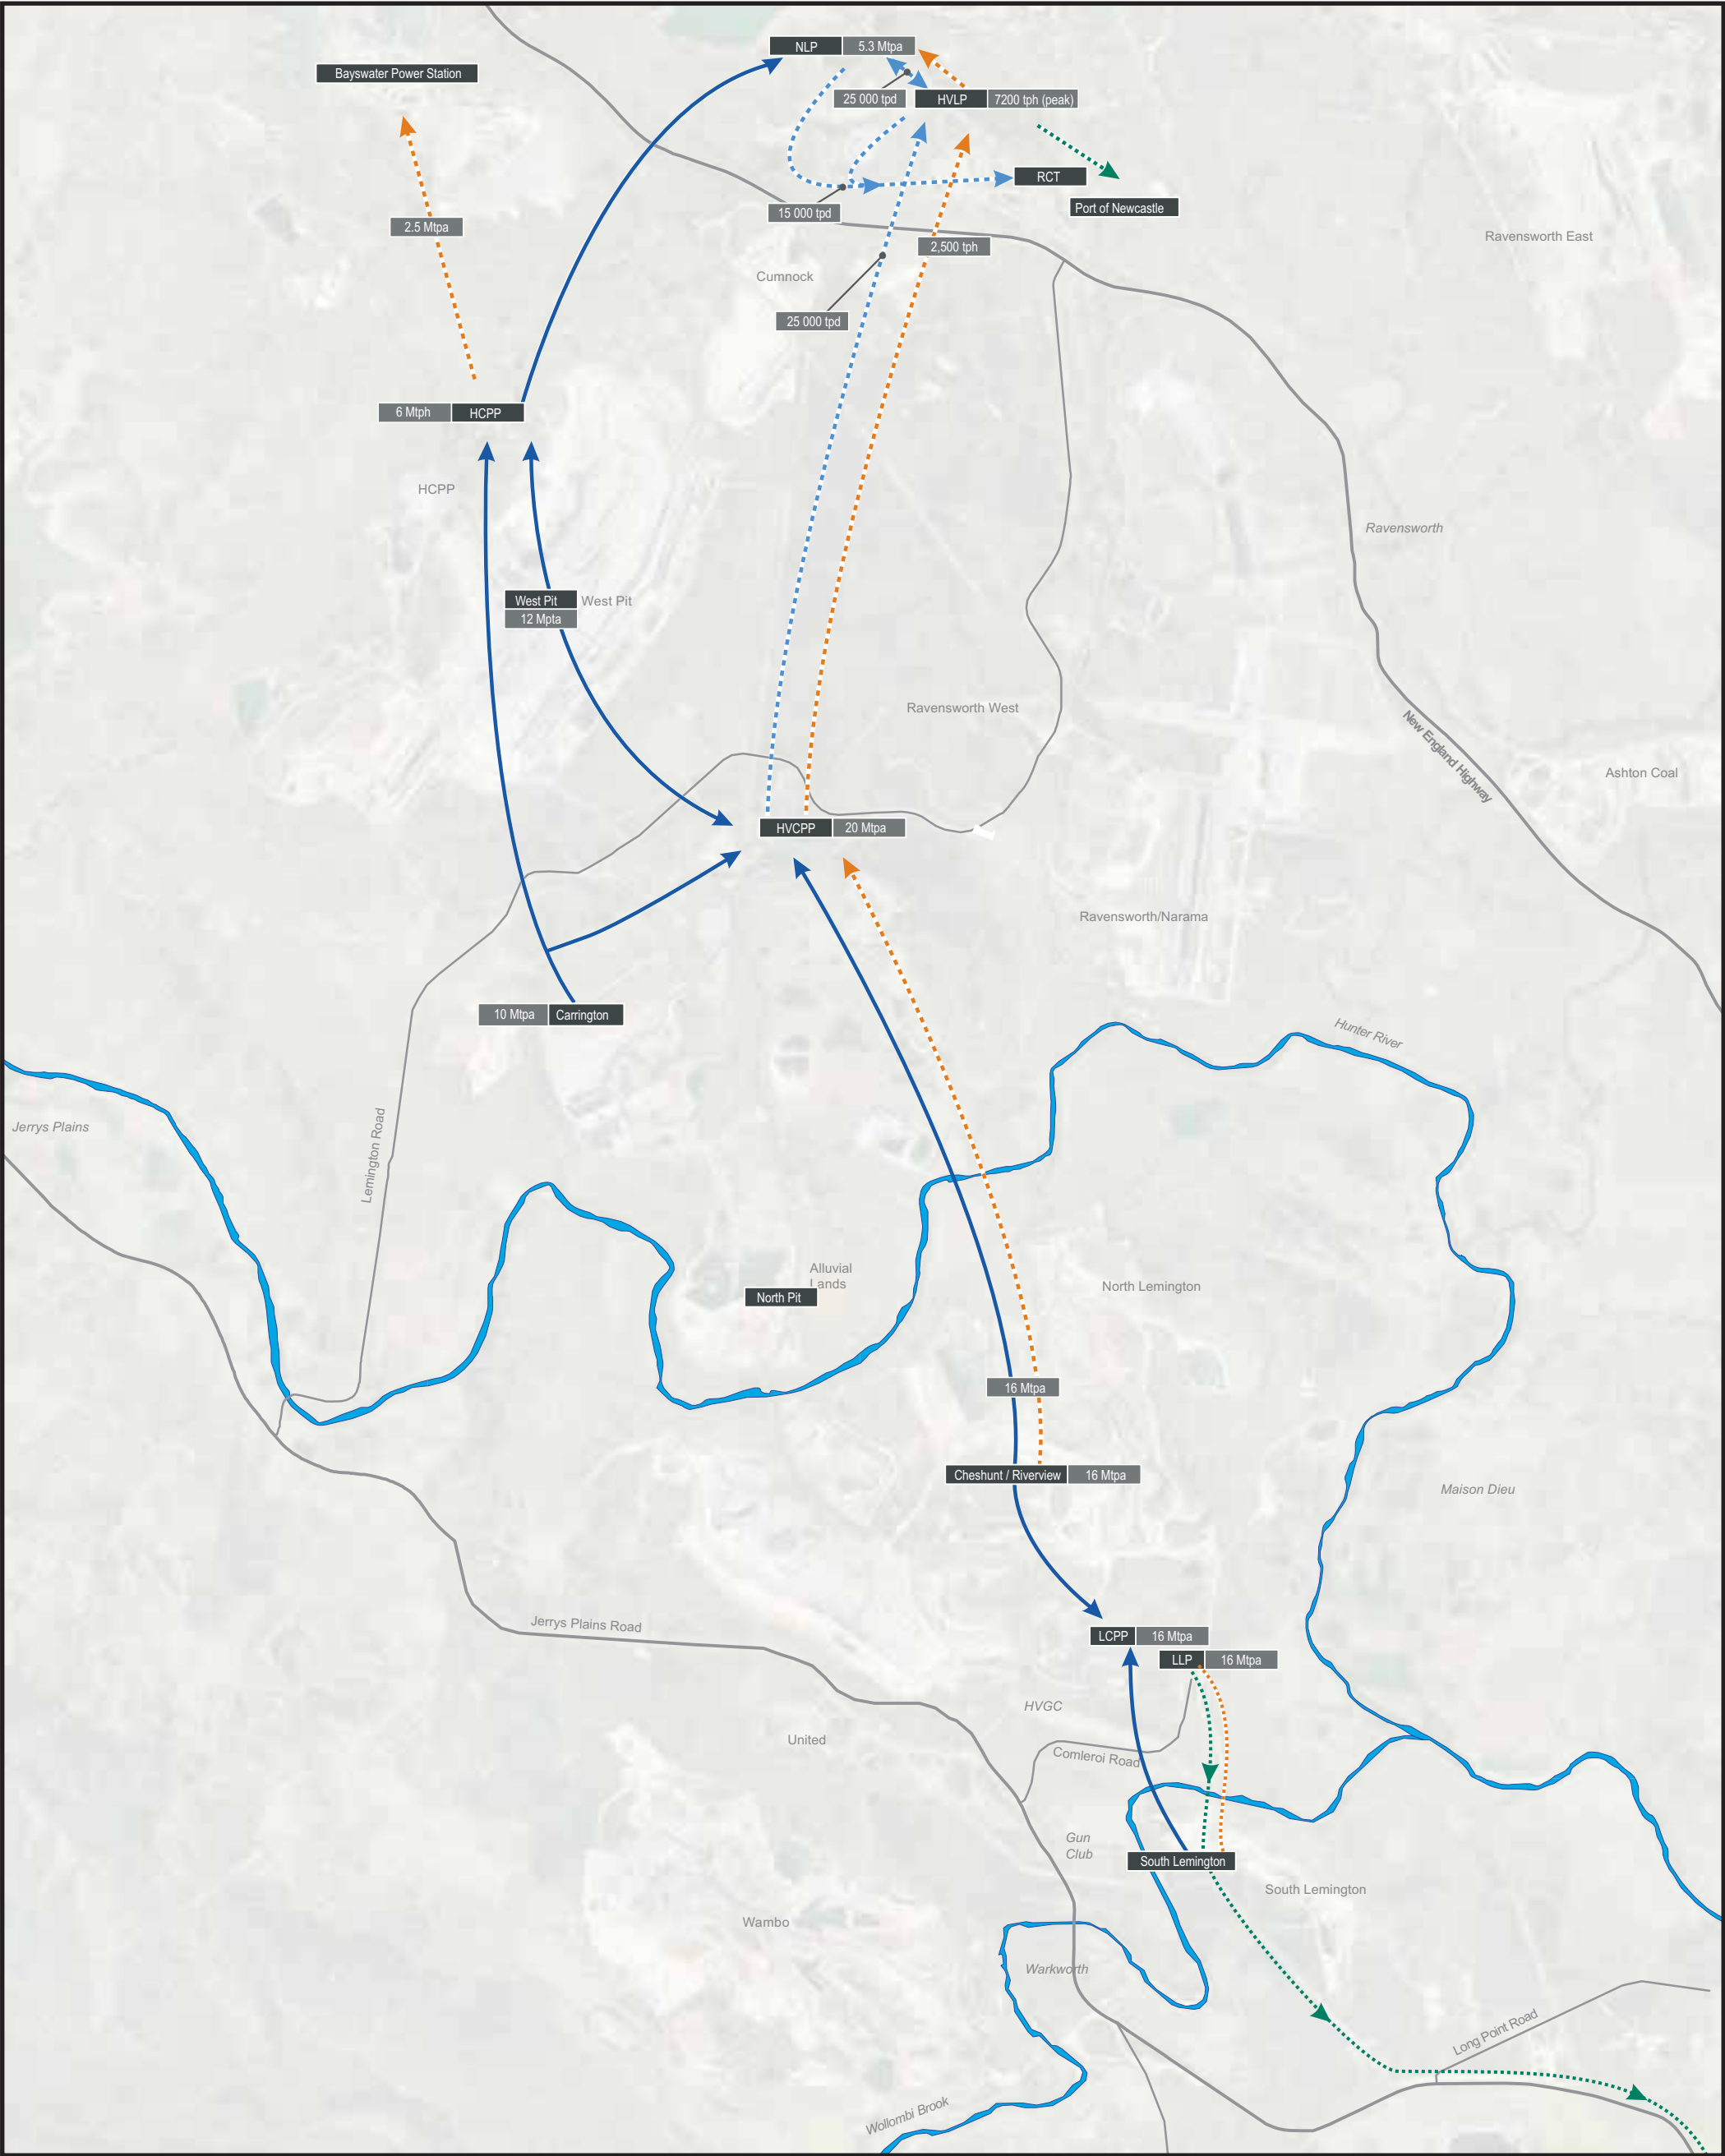 NLP 5.3 Mtpa
Bayswater Power Station
25 000 tpd
HVLP 7200 tph (peak)
RCT
Port of Newcastle
15 000 tpd
2.5 Mtpa
2,500 tph
Ravensworth East
Cumnock
25 000 tpd
6 Mtph HCPP
HCPP
Ravensworth
West Pit
West Pit
12 Mpta
Ravensworth West
New England Highway
Ashton Coal
HVCPP 20 Mtpa
Ravensworth/Narama
10 Mtpa Carrington
Hunter River
Jerrys Plains
Lemington Road
Alluvial
Lands
North Pit
North Lemington
16 Mtpa
Cheshunt / Riverview 16 Mtpa
Maison Dieu
Jerrys Plains Road
LCPP 16 Mtpa
LLP 16 Mtpa
HVGC
United
Comleroi Road
Gun
Club
South Lemington
South Lemington
Wambo
Warkworth
Long Point Road
Wollombi Brook